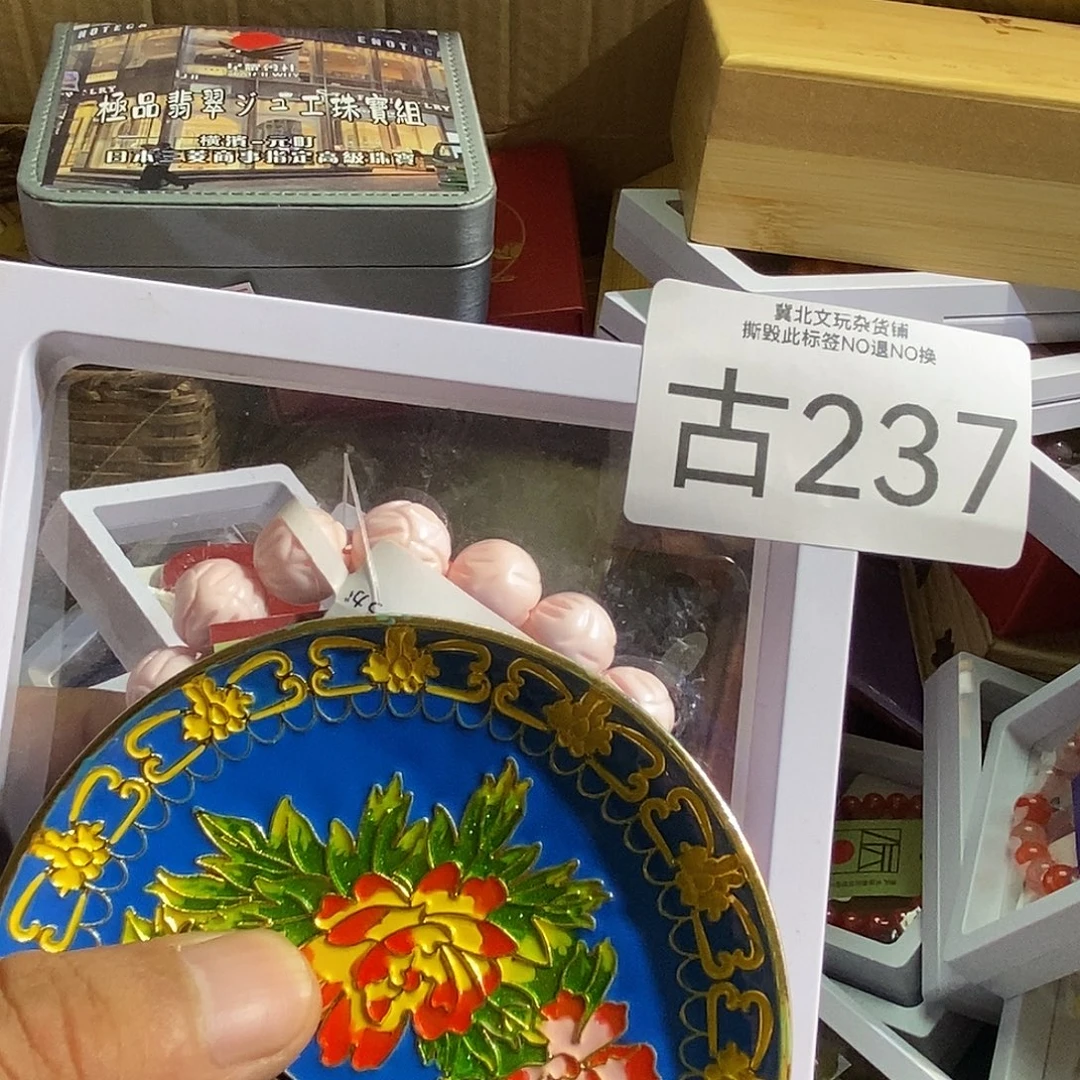 ENOTECA
極品翡翠ジュエ珠寶組
横濱-元町
日本三菱商事指定高級珠寶
冀北文玩杂货铺
撕毁此标签NO退NO换
古237